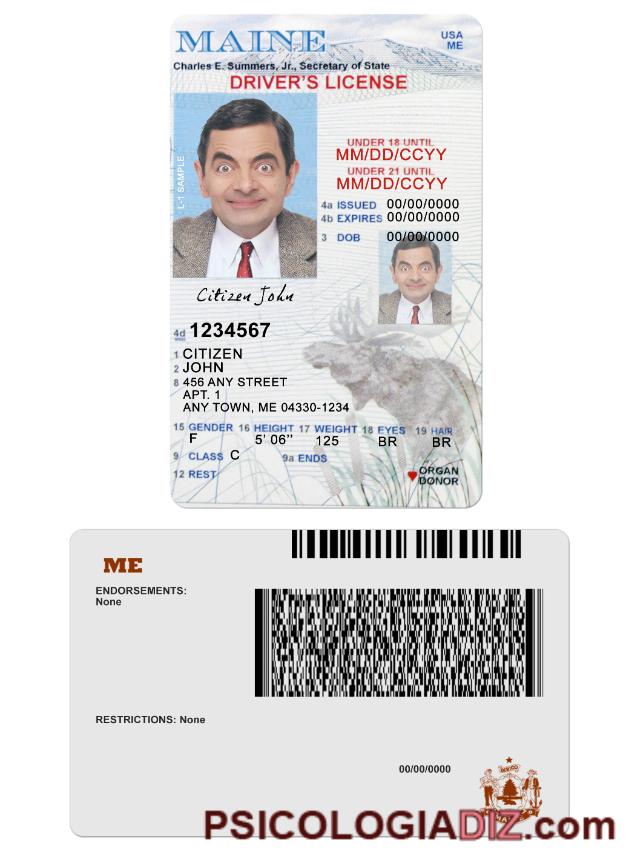 MAINE
USA
ME
Charles E. Summers, Jr., Secretary of State
DRIVER'S LICENSE
L-1 SAMPLE
UNDER 18 UNTIL
MM/DD/CCYY
UNDER 21 UNTIL
MM/DD/CCYY
4a ISSUED 00/00/0000
4b EXPIRES 00/00/0000
3 DOB 00/00/0000
Citizen John
4d 1234567
1 CITIZEN
2 JOHN
8 456 ANY STREET
APT. 1
ANY TOWN, ME 04330-1234
15 GENDER 16 HEIGHT 17 WEIGHT 18 EYES 19 HAIR
F 5' 06" 125 BR BR
9 CLASS C 9a ENDS
12 REST
ORGAN
DONOR
ME
ENDORSEMENTS:
None
RESTRICTIONS: None
00/00/0000
PSICOLOGIADIZ.com